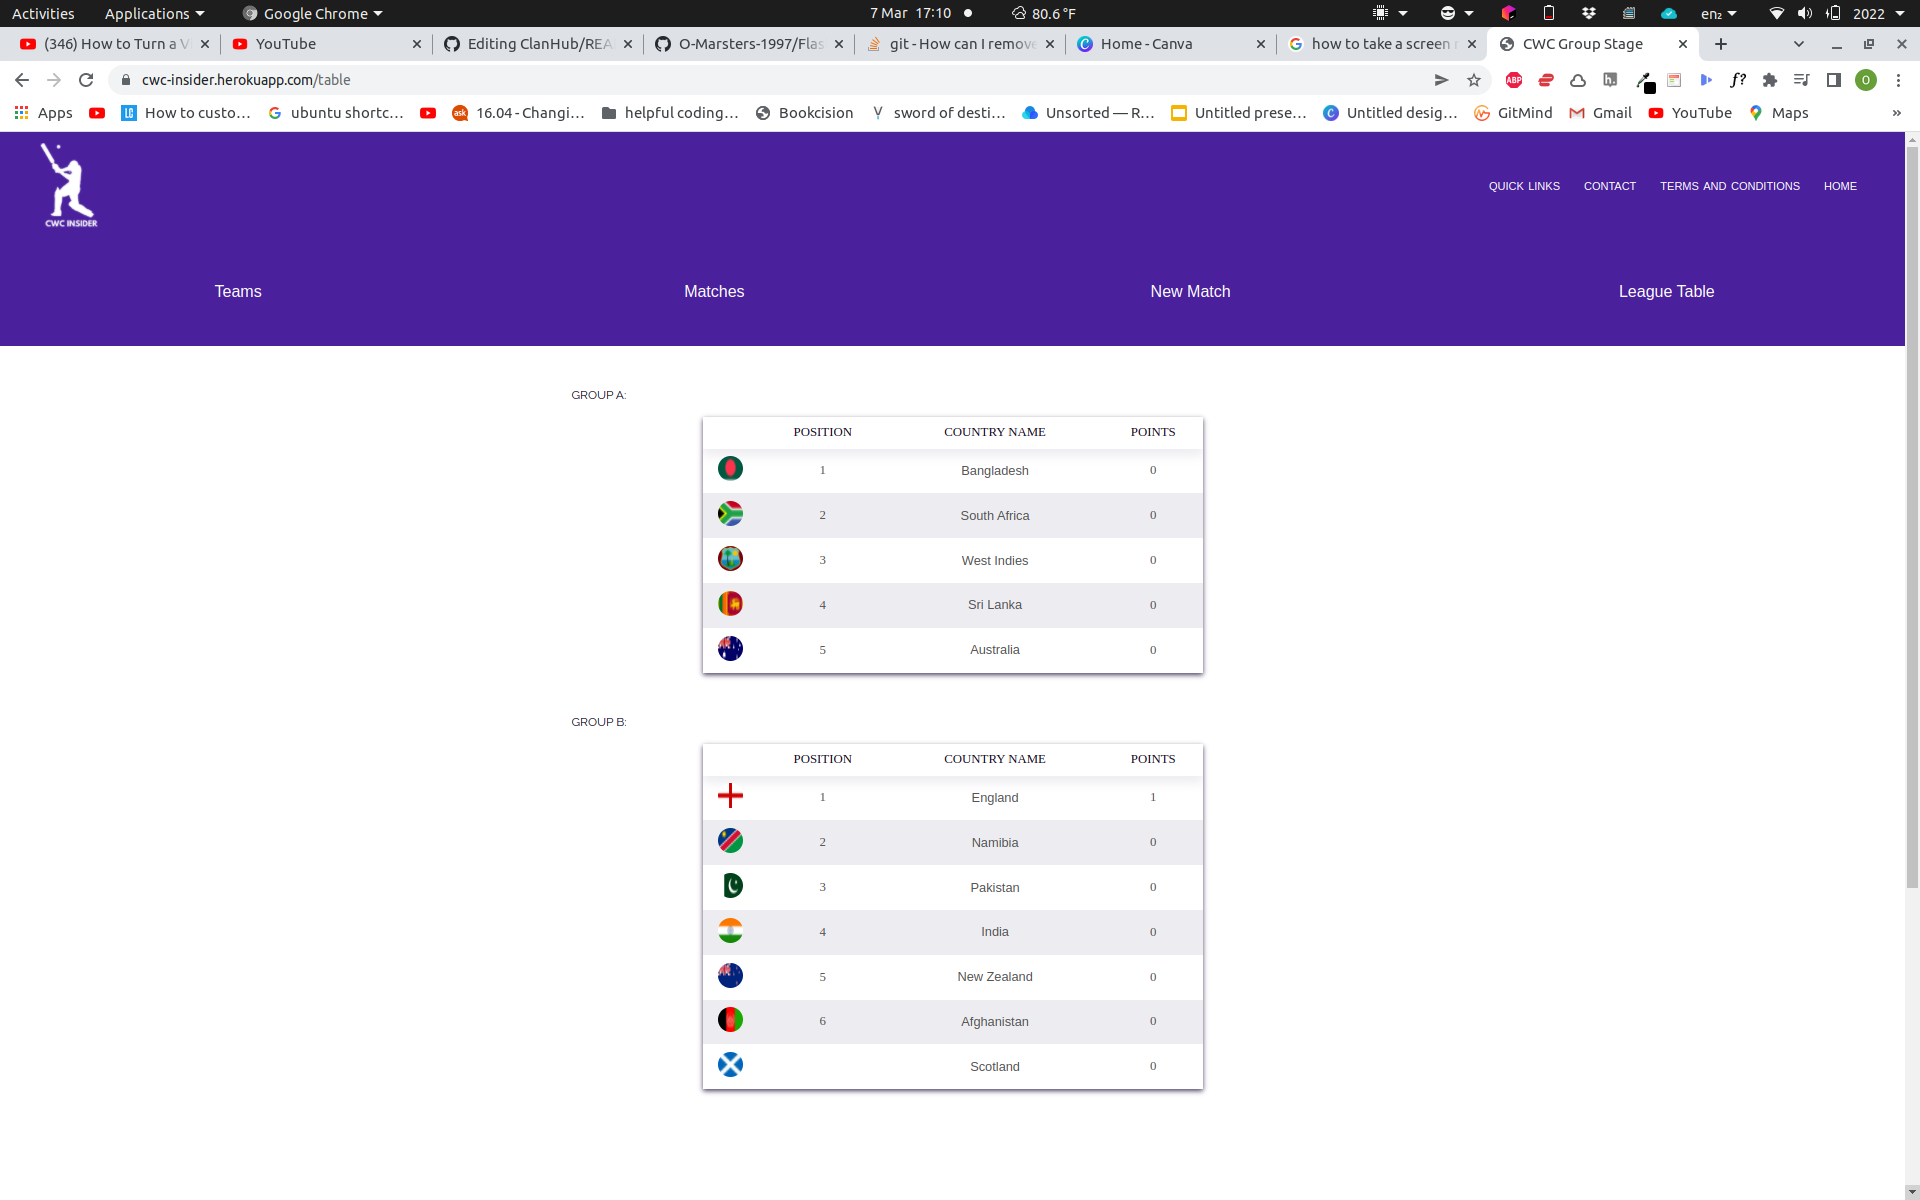 Activities Applications Google Chrome 7 Mar 17:10 80.6 °F en₂ 2022
(346) How to Turn a V YouTube Editing ClanHub/REA O-Marsters-1997/Flas git - How can I remove Home - Canva how to take a screen CWC Group Stage
cwc-insider.herokuapp.com/table ABP h. f? O
Apps LC How to custo... ubuntu shortc... ask 16.04 - Changi... helpful coding... Bookcision sword of desti... Unsorted — R... Untitled prese... Untitled desig... GitMind Gmail YouTube Maps »
CWC INSIDER
QUICK LINKS CONTACT TERMS AND CONDITIONS HOME
Teams Matches New Match League Table
GROUP A:
POSITION COUNTRY NAME POINTS
1 Bangladesh 0
2 South Africa 0
3 West Indies 0
4 Sri Lanka 0
5 Australia 0
GROUP B:
POSITION COUNTRY NAME POINTS
1 England 1
2 Namibia 0
3 Pakistan 0
4 India 0
5 New Zealand 0
6 Afghanistan 0
Scotland 0